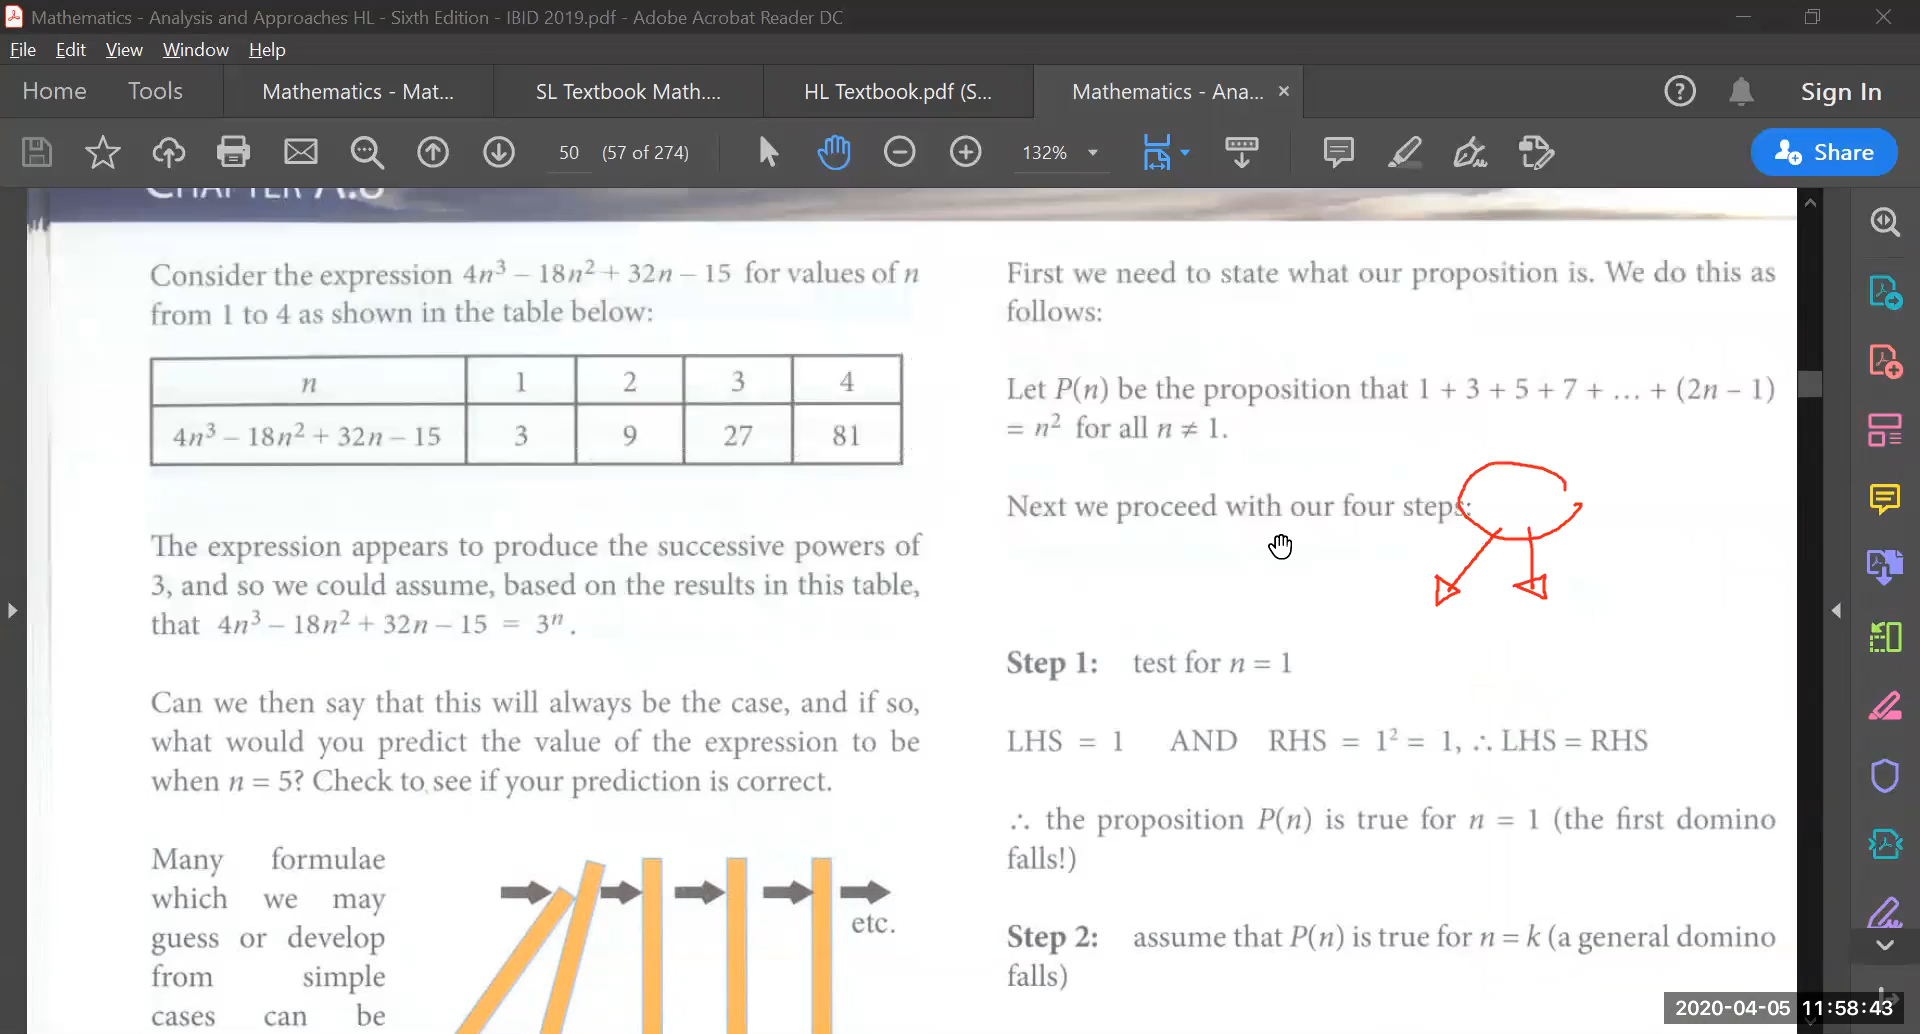 Mathematics - Analysis and Approaches HL - Sixth Edition - IBID 2019.pdf - Adobe Acrobat Reader DC
File Edit View Window Help
Home Tools Mathematics - Mat... SL Textbook Math.... HL Textbook.pdf (S... Mathematics - Ana... × Sign In
50 (57 of 274) 132% Share
CHAPTER A.8
Consider the expression 4n³ – 18n² + 32n – 15 for values of n
from 1 to 4 as shown in the table below:
n 1 2 3 4
4n³ – 18n² + 32n – 15 3 9 27 81
The expression appears to produce the successive powers of
3, and so we could assume, based on the results in this table,
that 4n³ – 18n² + 32n – 15 = 3ⁿ.
Can we then say that this will always be the case, and if so,
what would you predict the value of the expression to be
when n = 5? Check to see if your prediction is correct.
Many formulae
which we may
guess or develop
from simple
cases can be
etc.
First we need to state what our proposition is. We do this as
follows:
Let P(n) be the proposition that 1 + 3 + 5 + 7 + … + (2n – 1)
= n² for all n ≠ 1.
Next we proceed with our four steps:
Step 1: test for n = 1
LHS = 1 AND RHS = 1² = 1, ∴ LHS = RHS
∴ the proposition P(n) is true for n = 1 (the first domino
falls!)
Step 2: assume that P(n) is true for n = k (a general domino
falls)
2020-04-05 11:58:43